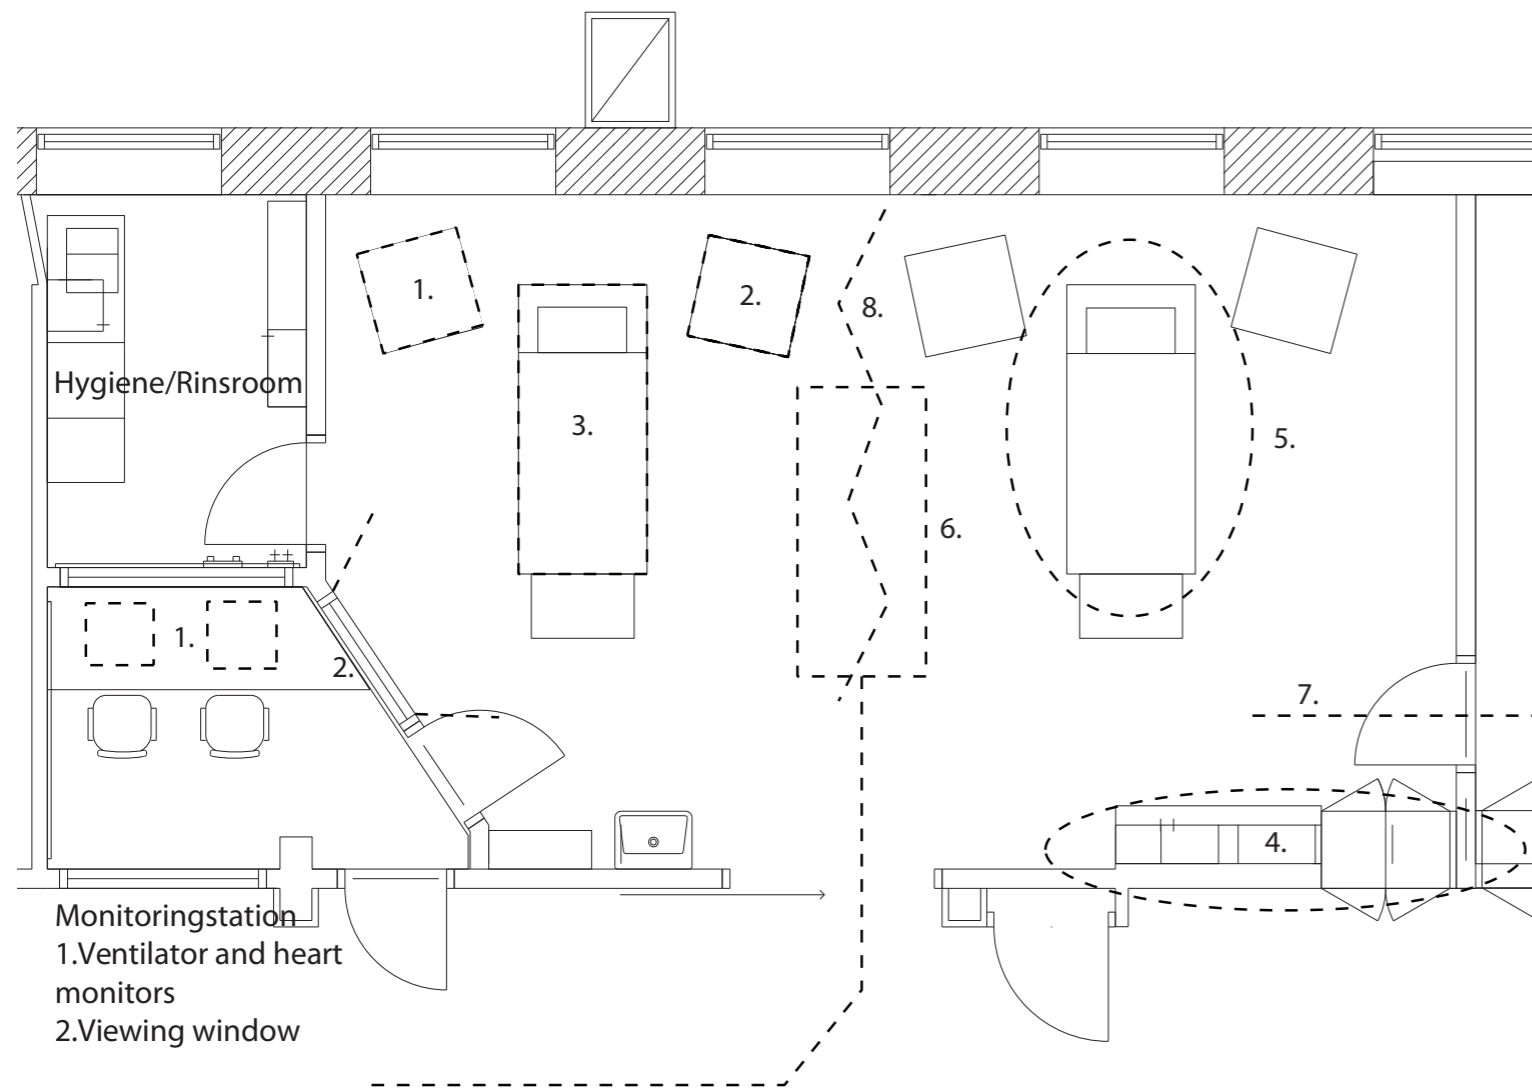 1.
2.
8.
Hygiene/Rinsroom
3.
5.
6.
1.
2.
7.
4.
Monitoringstation
1.Ventilator and heart
monitors
2.Viewing window